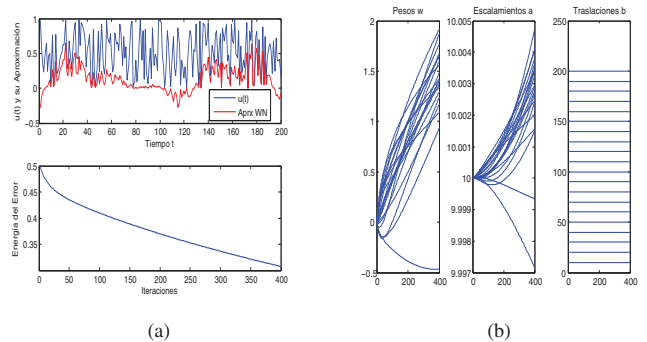 u(t) y su Aproximación
1
0.5
0
−0.5
0 20 40 60 80 100 120 140 160 180 200
Tiempo t
u(t)
Aprx WN
Energía del Error
0.5
0.45
0.4
0.35
0 50 100 150 200 250 300 350 400
Iteraciones
(a)
Pesos w
2
1.5
1
0.5
0
−0.5
0 200 400
Escalamientos a
10.005
10.004
10.003
10.002
10.001
10
9.999
9.998
9.997
0 200 400
Traslaciones b
250
200
150
100
50
0
0 200 400
(b)